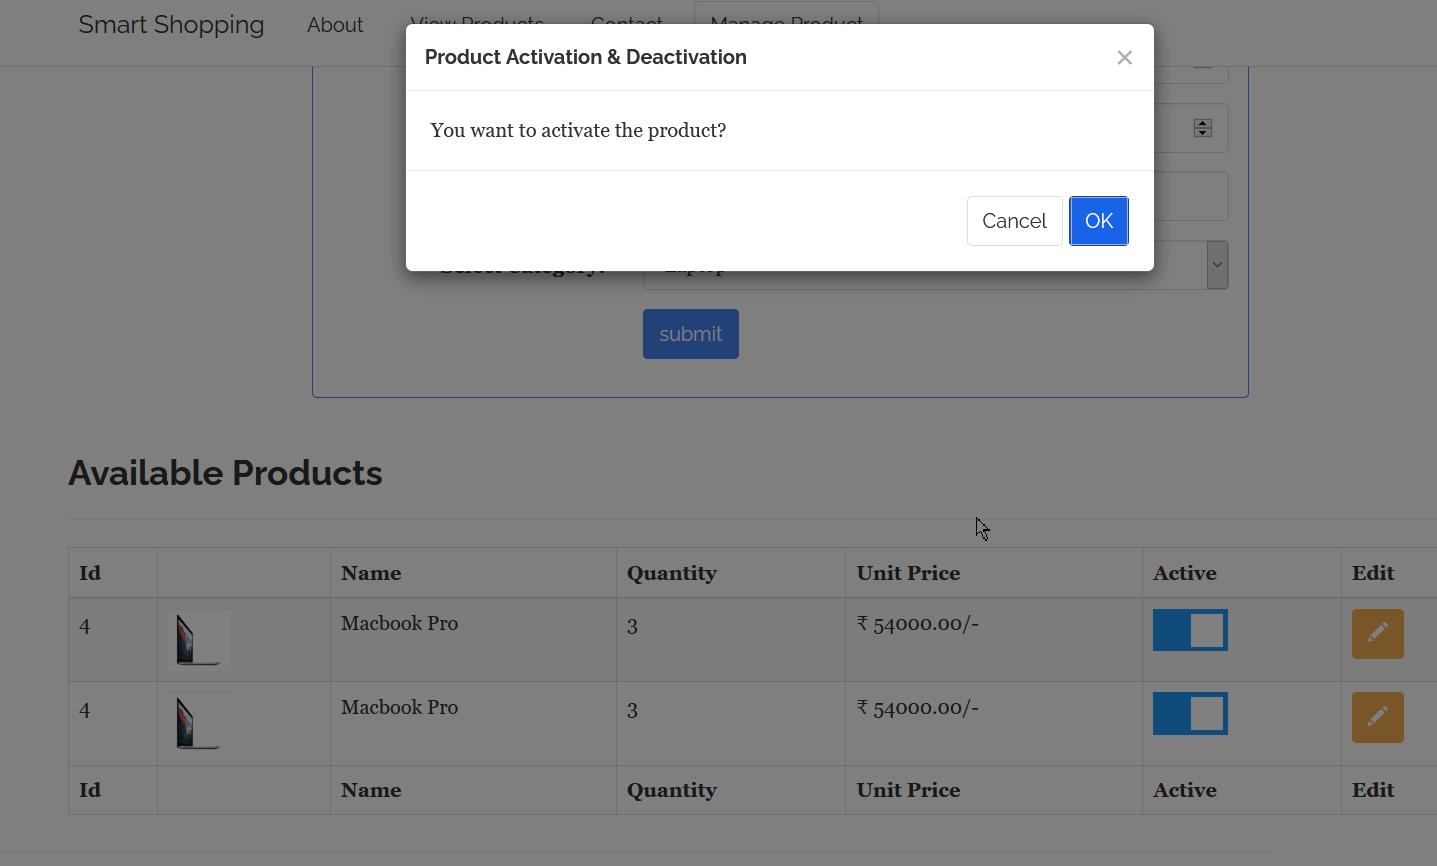 Smart Shopping About View Products Contact Manage Product
Product Activation & Deactivation ×
You want to activate the product?
Cancel OK
Select Category: Laptop
submit
Available Products
Id Name Quantity Unit Price Active Edit
4 Macbook Pro 3 ₹ 54000.00/-
4 Macbook Pro 3 ₹ 54000.00/-
Id Name Quantity Unit Price Active Edit